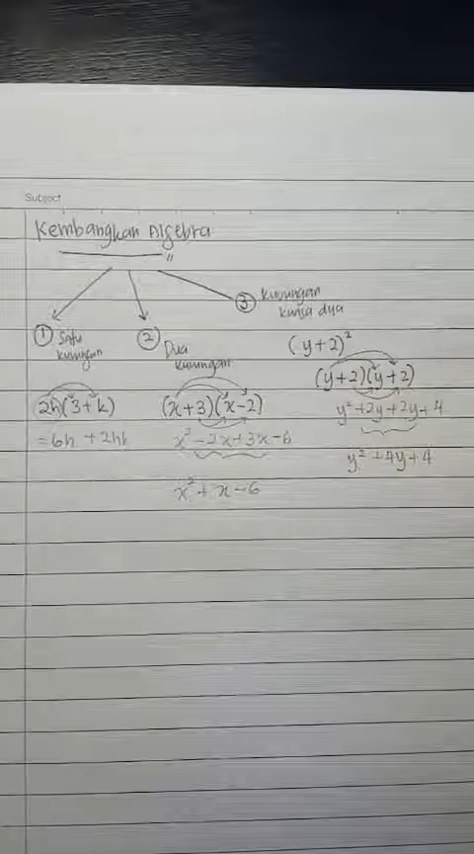 Subject
Kembangkan Algebra
① Satu kurungan
2h(3+k)
=6h +2hk
② Dua kurungan
(x+3)(x-2)
x²-2x+3x-6
x²+x-6
③ Kurungan kuasa dua
(y+2)²
(y+2)(y+2)
y²+2y+2y+4
y²+4y+4